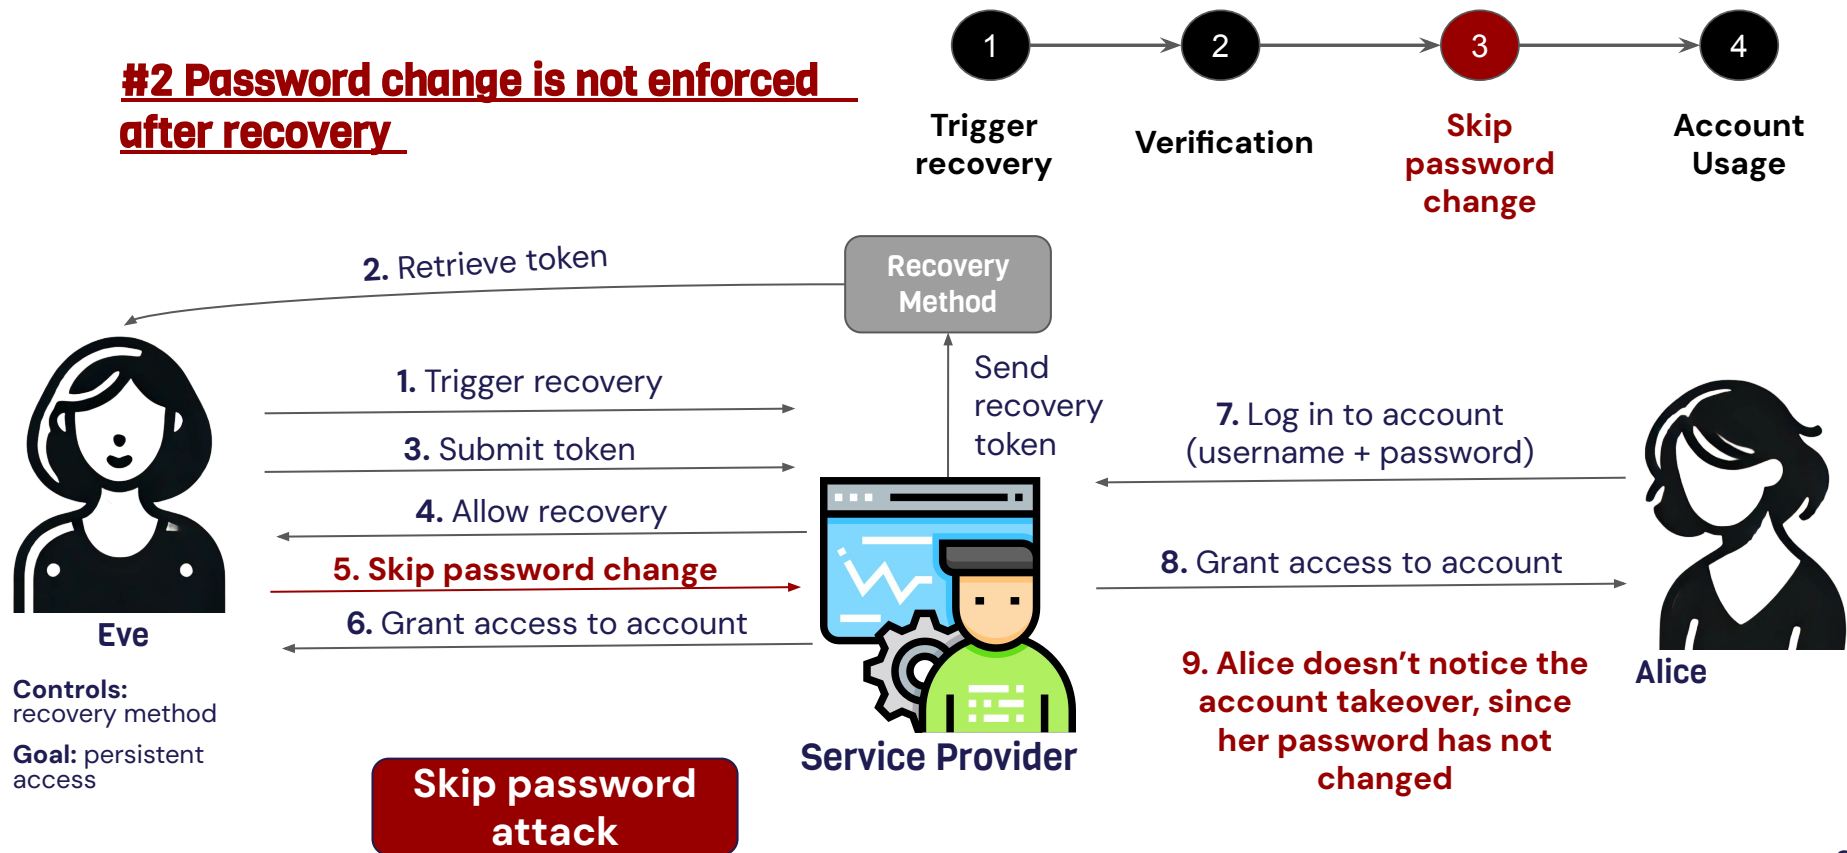 #2 Password change is not enforced
after recovery
1
2
3
4
Trigger
recovery
Verification
Skip
password
change
Account
Usage
2. Retrieve token
Recovery
Method
1. Trigger recovery
Send
recovery
token
3. Submit token
4. Allow recovery
5. Skip password change
6. Grant access to account
7. Log in to account
(username + password)
8. Grant access to account
9. Alice doesn't notice the
account takeover, since
her password has not
changed
Eve
Controls:
recovery method
Goal: persistent
access
Service Provider
Alice
Skip password
attack